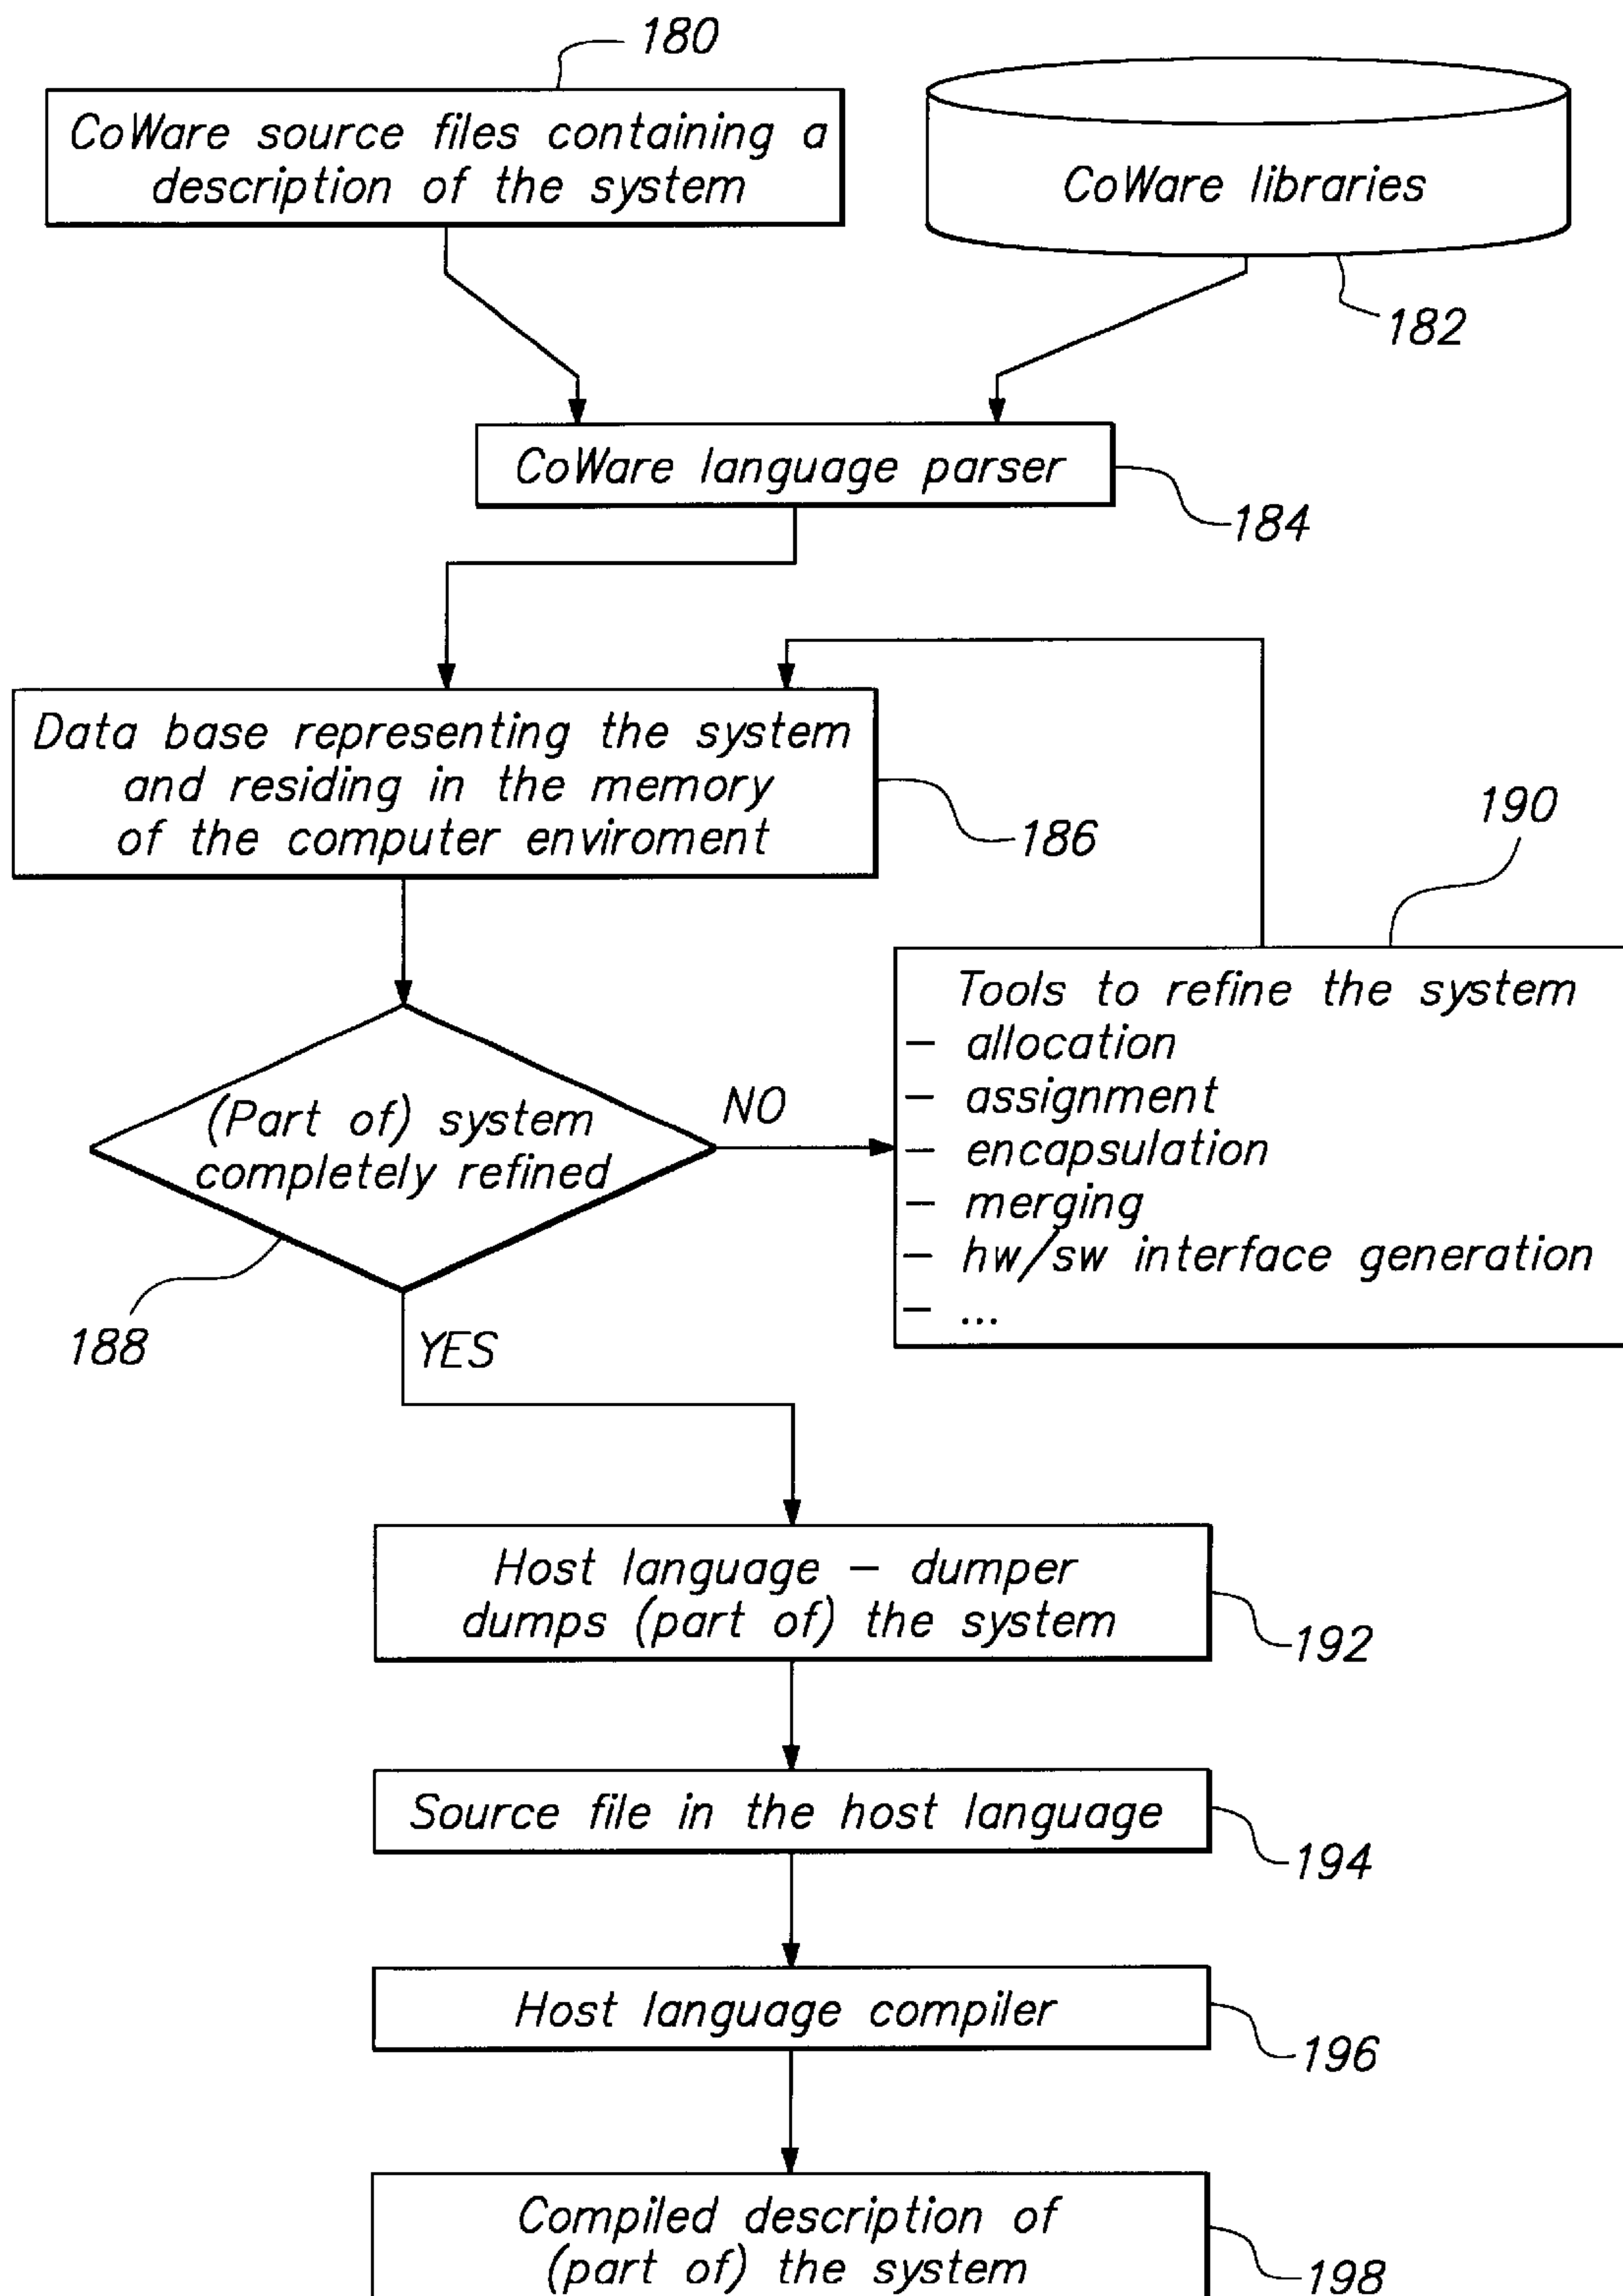 180
CoWare source files containing a
description of the system
CoWare libraries
182
CoWare language parser
184
Data base representing the system
and residing in the memory
of the computer enviroment
186
190
Tools to refine the system
– allocation
– assignment
– encapsulation
– merging
– hw/sw interface generation
– ...
(Part of) system
completely refined
NO
188
YES
Host language – dumper
dumps (part of) the system
192
Source file in the host language
194
Host language compiler
196
Compiled description of
(part of) the system
198